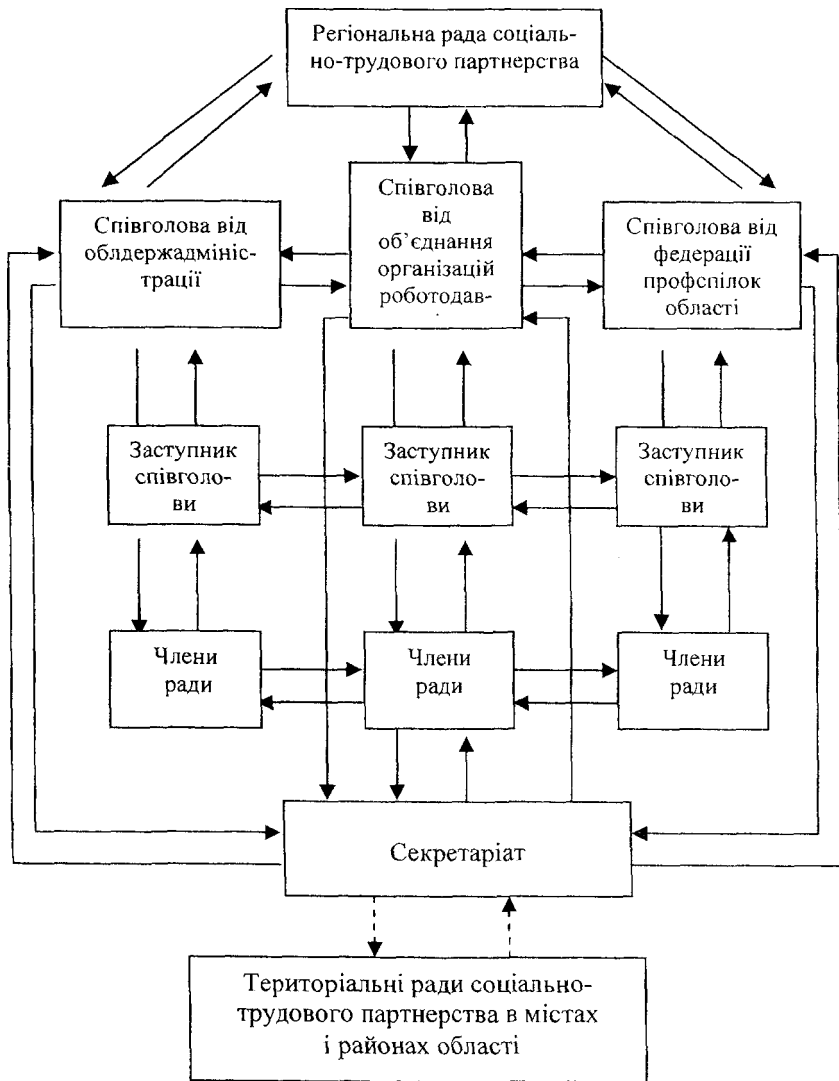 Регіональна рада соціаль-
но-трудового партнерства
Співголова від
облдержадмініс-
трації
Співголова
від
об’єднання
організацій
роботодав-
Співголова від
федерації
профспілок
області
Заступник
співголо-
ви
Заступник
співголо-
ви
Заступник
співголо-
ви
Члени
ради
Члени
ради
Члени
ради
Секретаріат
Територіальні ради соціально-
трудового партнерства в містах
і районах області